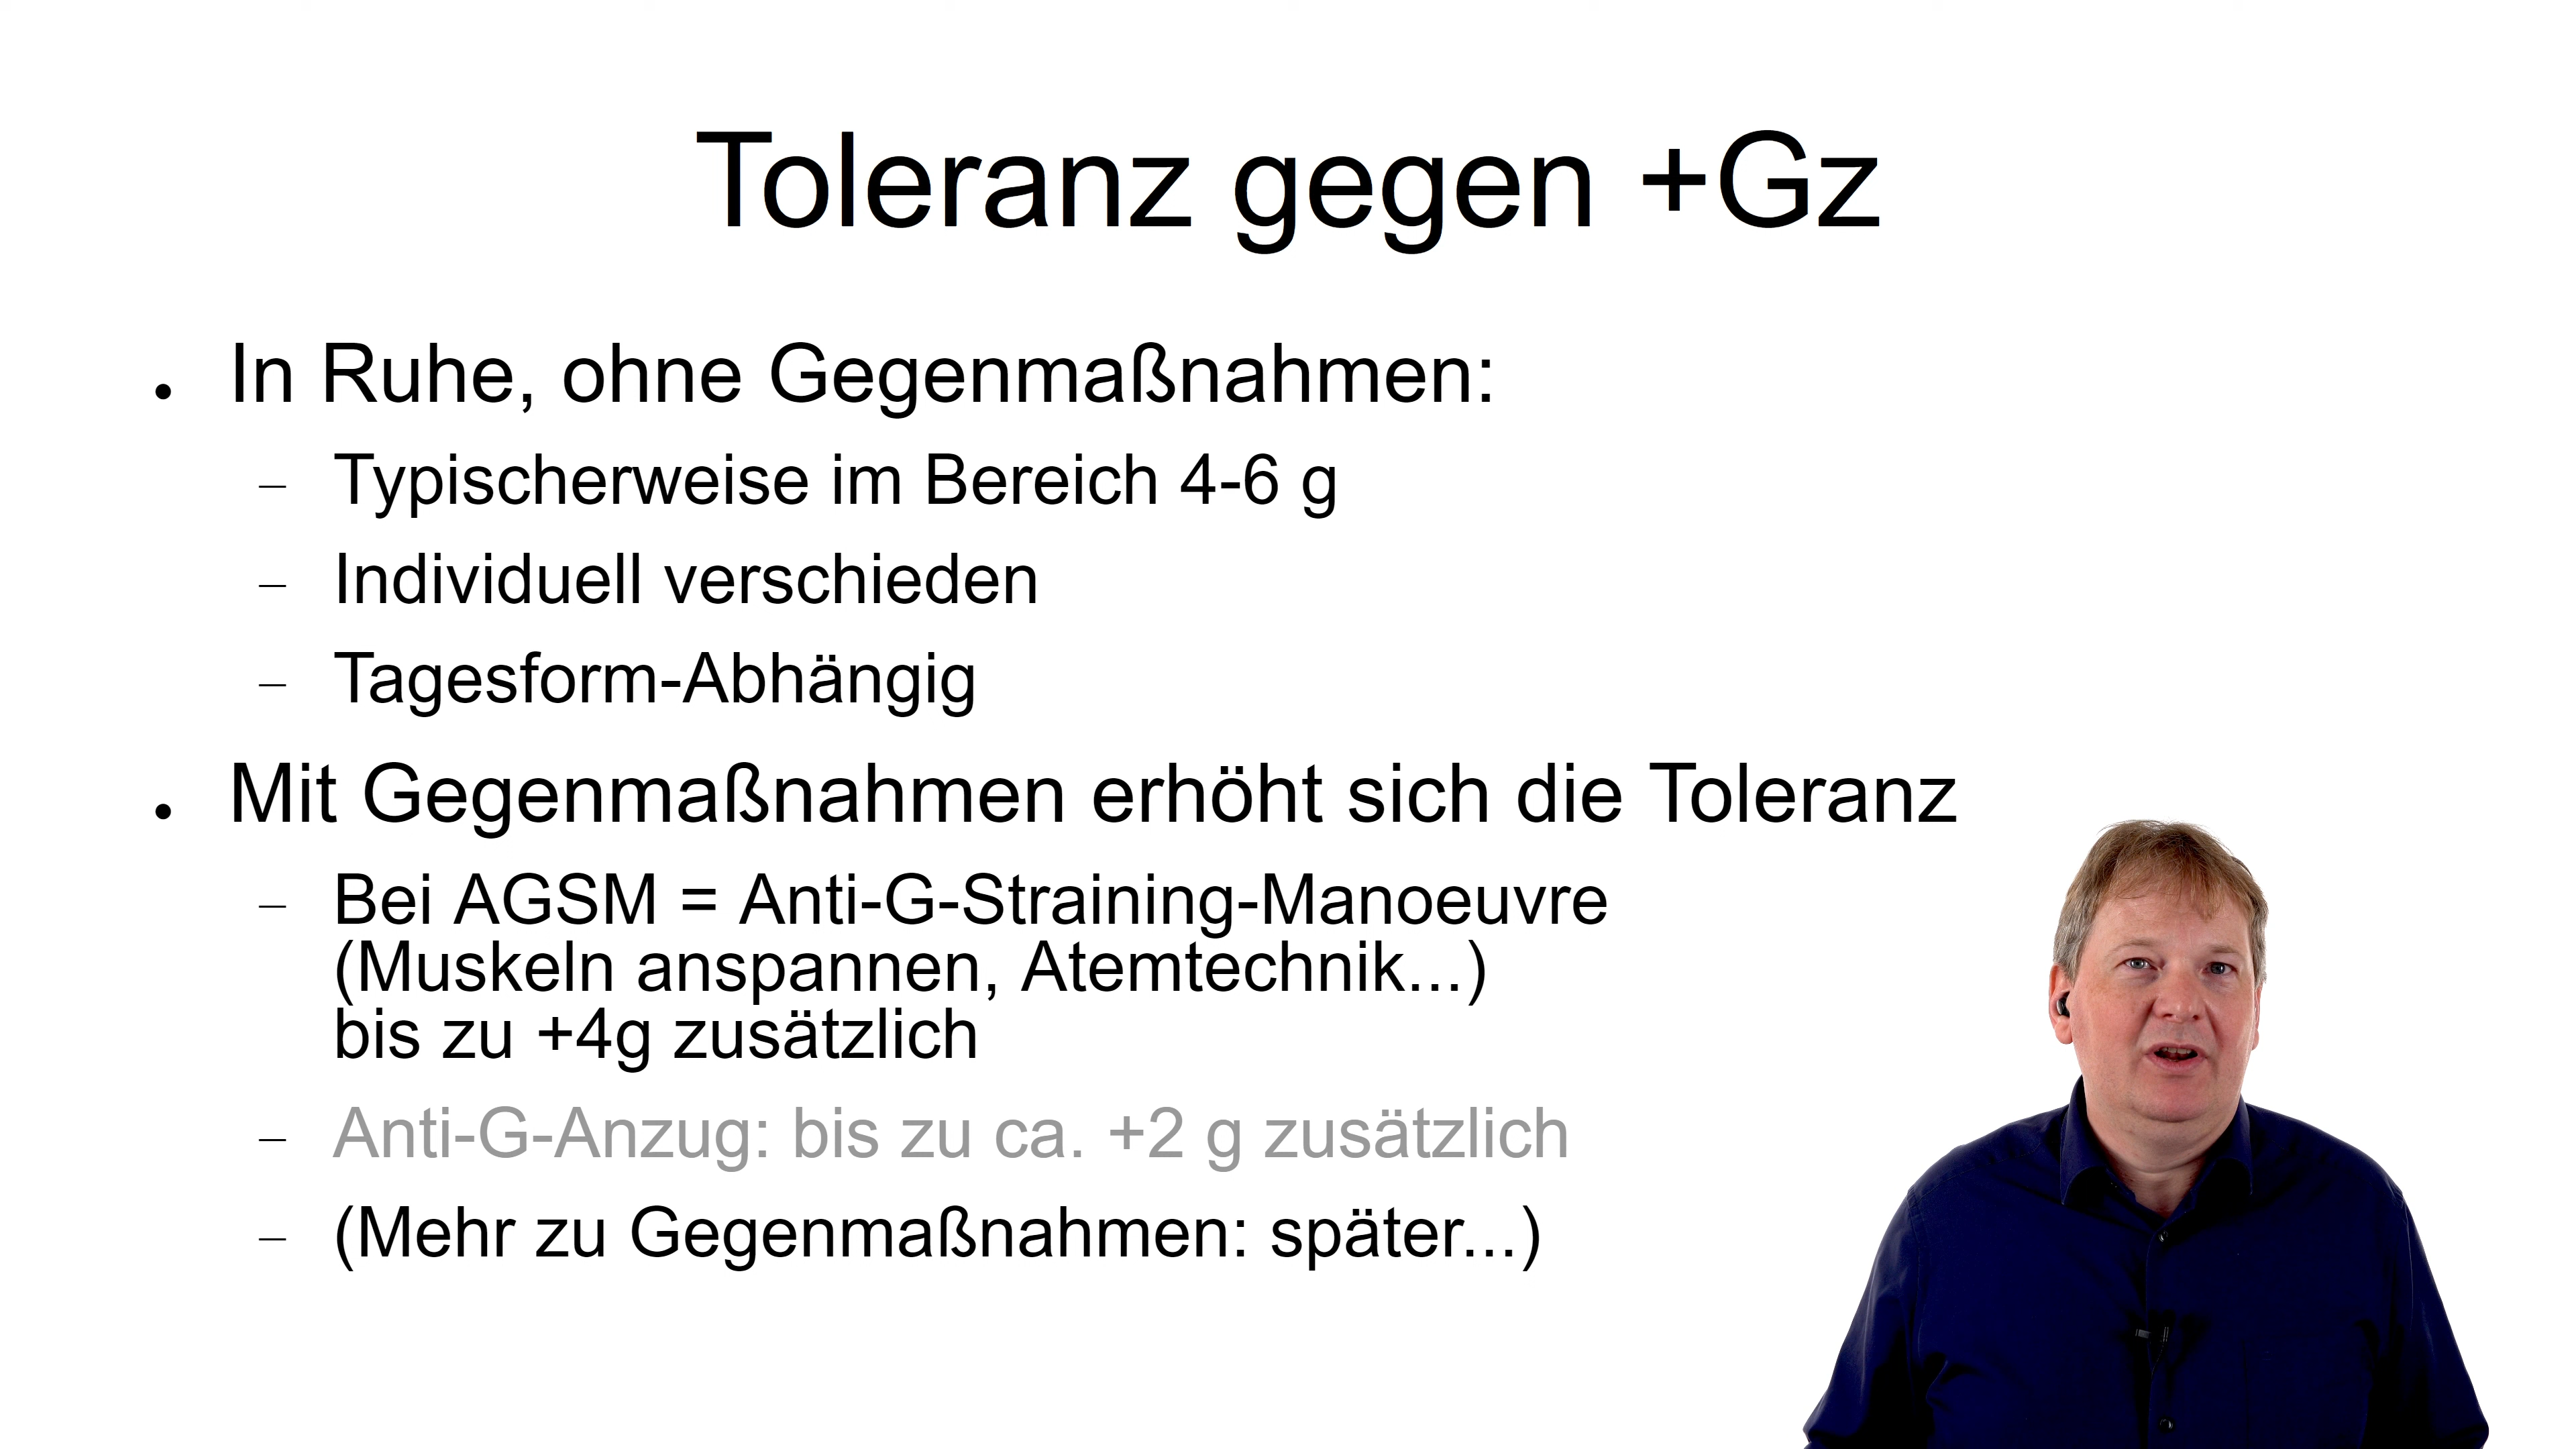 Toleranz gegen +Gz
● In Ruhe, ohne Gegenmaßnahmen:
– Typischerweise im Bereich 4-6 g
– Individuell verschieden
– Tagesform-Abhängig
● Mit Gegenmaßnahmen erhöht sich die Toleranz
– Bei AGSM = Anti-G-Straining-Manoeuvre
(Muskeln anspannen, Atemtechnik...)
bis zu +4g zusätzlich
– Anti-G-Anzug: bis zu ca. +2 g zusätzlich
– (Mehr zu Gegenmaßnahmen: später...)